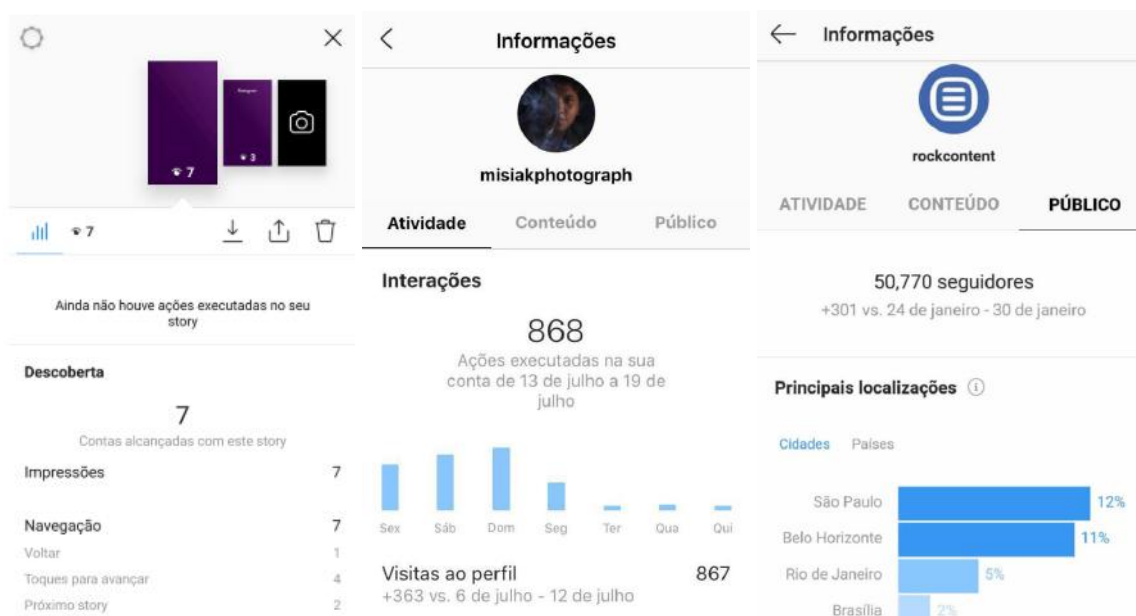 Instagram
7
3
7
Ainda não houve ações executadas no seu
story
Descoberta
7
Contas alcançadas com este story
Impressões 7
Navegação 7
Voltar 1
Toques para avançar 4
Próximo story 2
Informações
misiakphotograph
Atividade Conteúdo Público
Interações
868
Ações executadas na sua
conta de 13 de julho a 19 de
julho
Sex Sáb Dom Seg Ter Qua Qui
Visitas ao perfil 867
+363 vs. 6 de julho - 12 de julho
Informações
rockcontent
ATIVIDADE CONTEÚDO PÚBLICO
50,770 seguidores
+301 vs. 24 de janeiro - 30 de janeiro
Principais localizações
Cidades Países
São Paulo 12%
Belo Horizonte 11%
Rio de Janeiro 5%
Brasília 2%